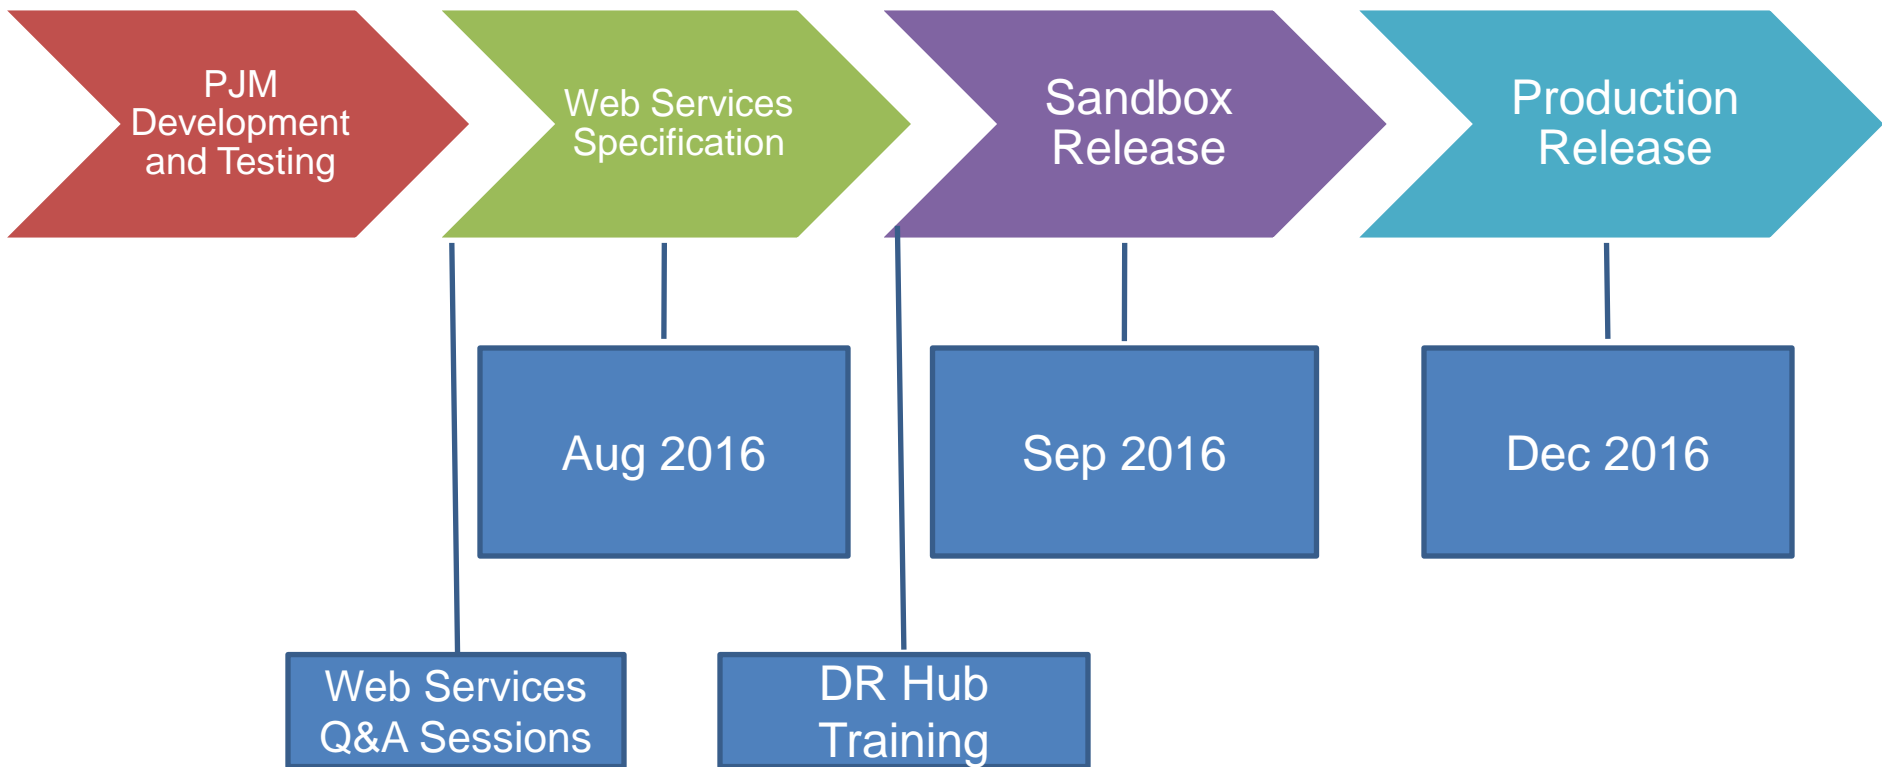 PJM
Development
and Testing
Web Services
Specification
Sandbox
Release
Production
Release
Aug 2016
Sep 2016
Dec 2016
Web Services
Q&A Sessions
DR Hub
Training